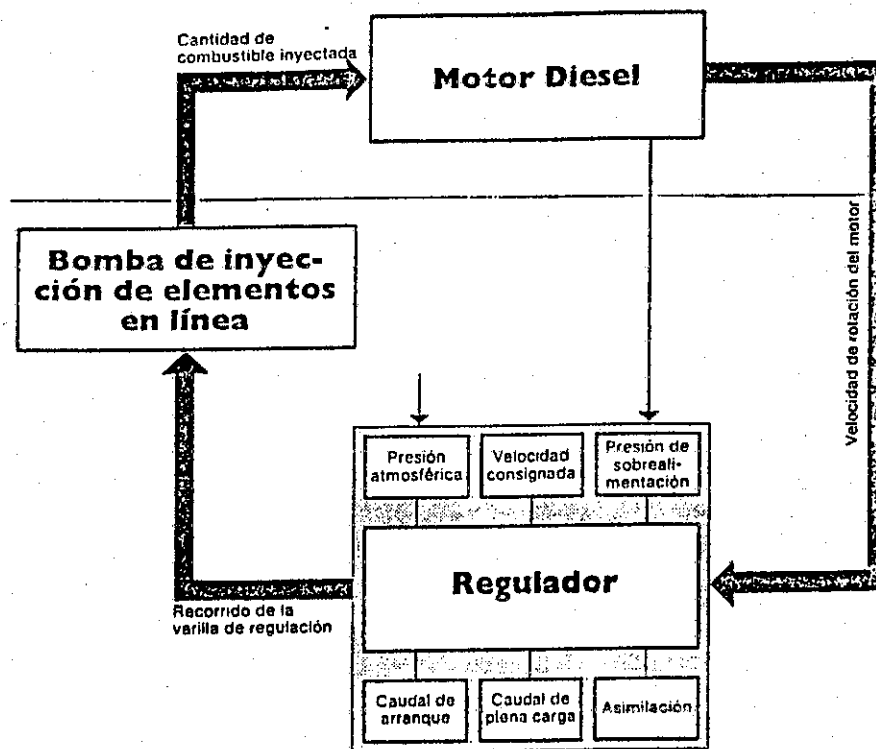 Cantidad de
combustible inyectada
Motor Diesel
Bomba de inyec-
ción de elementos
en línea
Velocidad de rotación del motor
Presión
atmosférica
Velocidad
consignada
Presión de
sobreali-
mentación
Regulador
Recorrido de la
varilla de regulación
Caudal de
arranque
Caudal de
plena carga
Asimilación